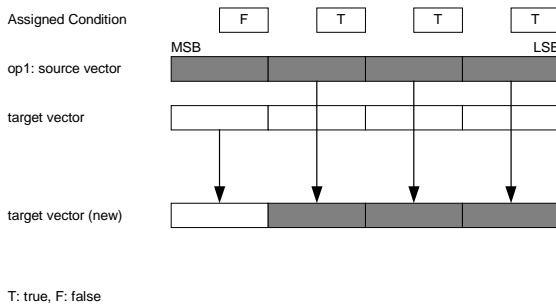 Assigned Condition F T T T
MSB LSB
op1: source vector
target vector
target vector (new)
T: true, F: false